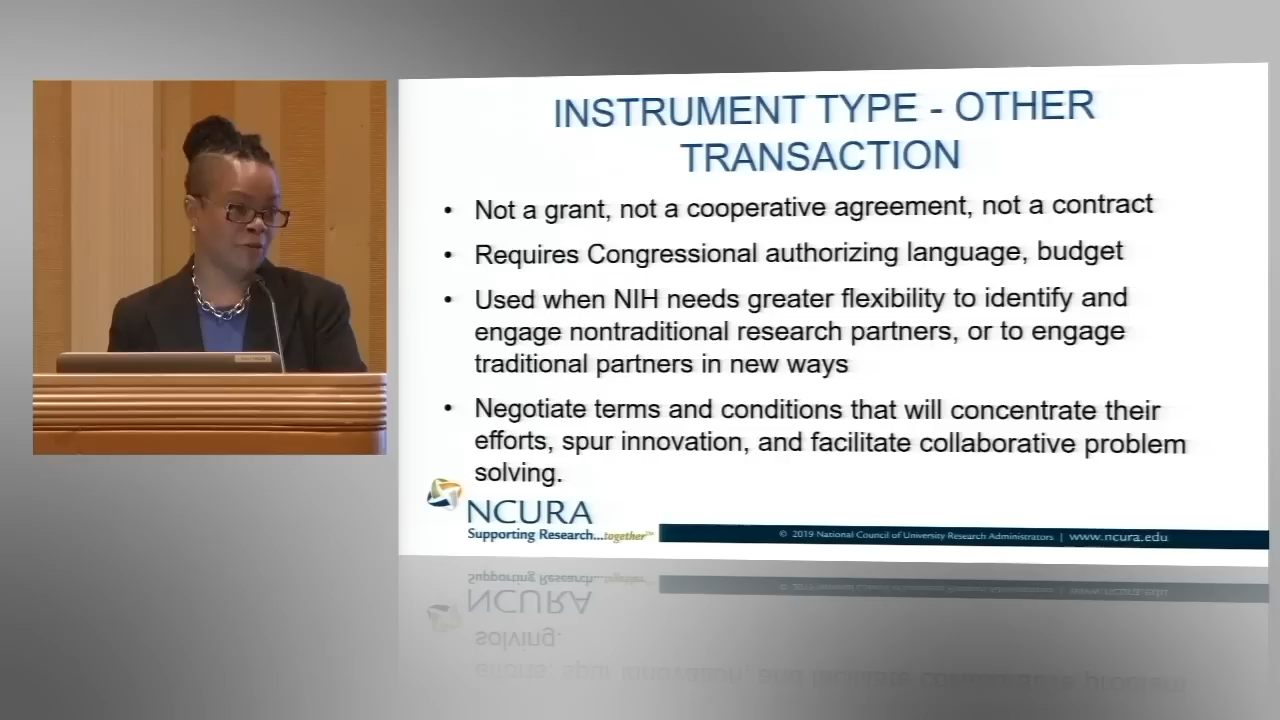 INSTRUMENT TYPE - OTHER
TRANSACTION
• Not a grant, not a cooperative agreement, not a contract
• Requires Congressional authorizing language, budget
• Used when NIH needs greater flexibility to identify and
engage nontraditional research partners, or to engage
traditional partners in new ways
• Negotiate terms and conditions that will concentrate their
efforts, spur innovation, and facilitate collaborative problem
solving.
NCURA
Supporting Research...together™
© 2019 National Council of University Research Administrators | www.ncura.edu